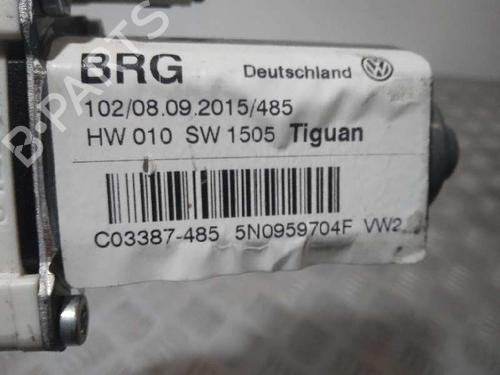 BRG Deutschland
102/08.09.2015/485
HW 010 SW 1505 Tiguan
C03387-485 5N0959704F VW2
B-PARTS